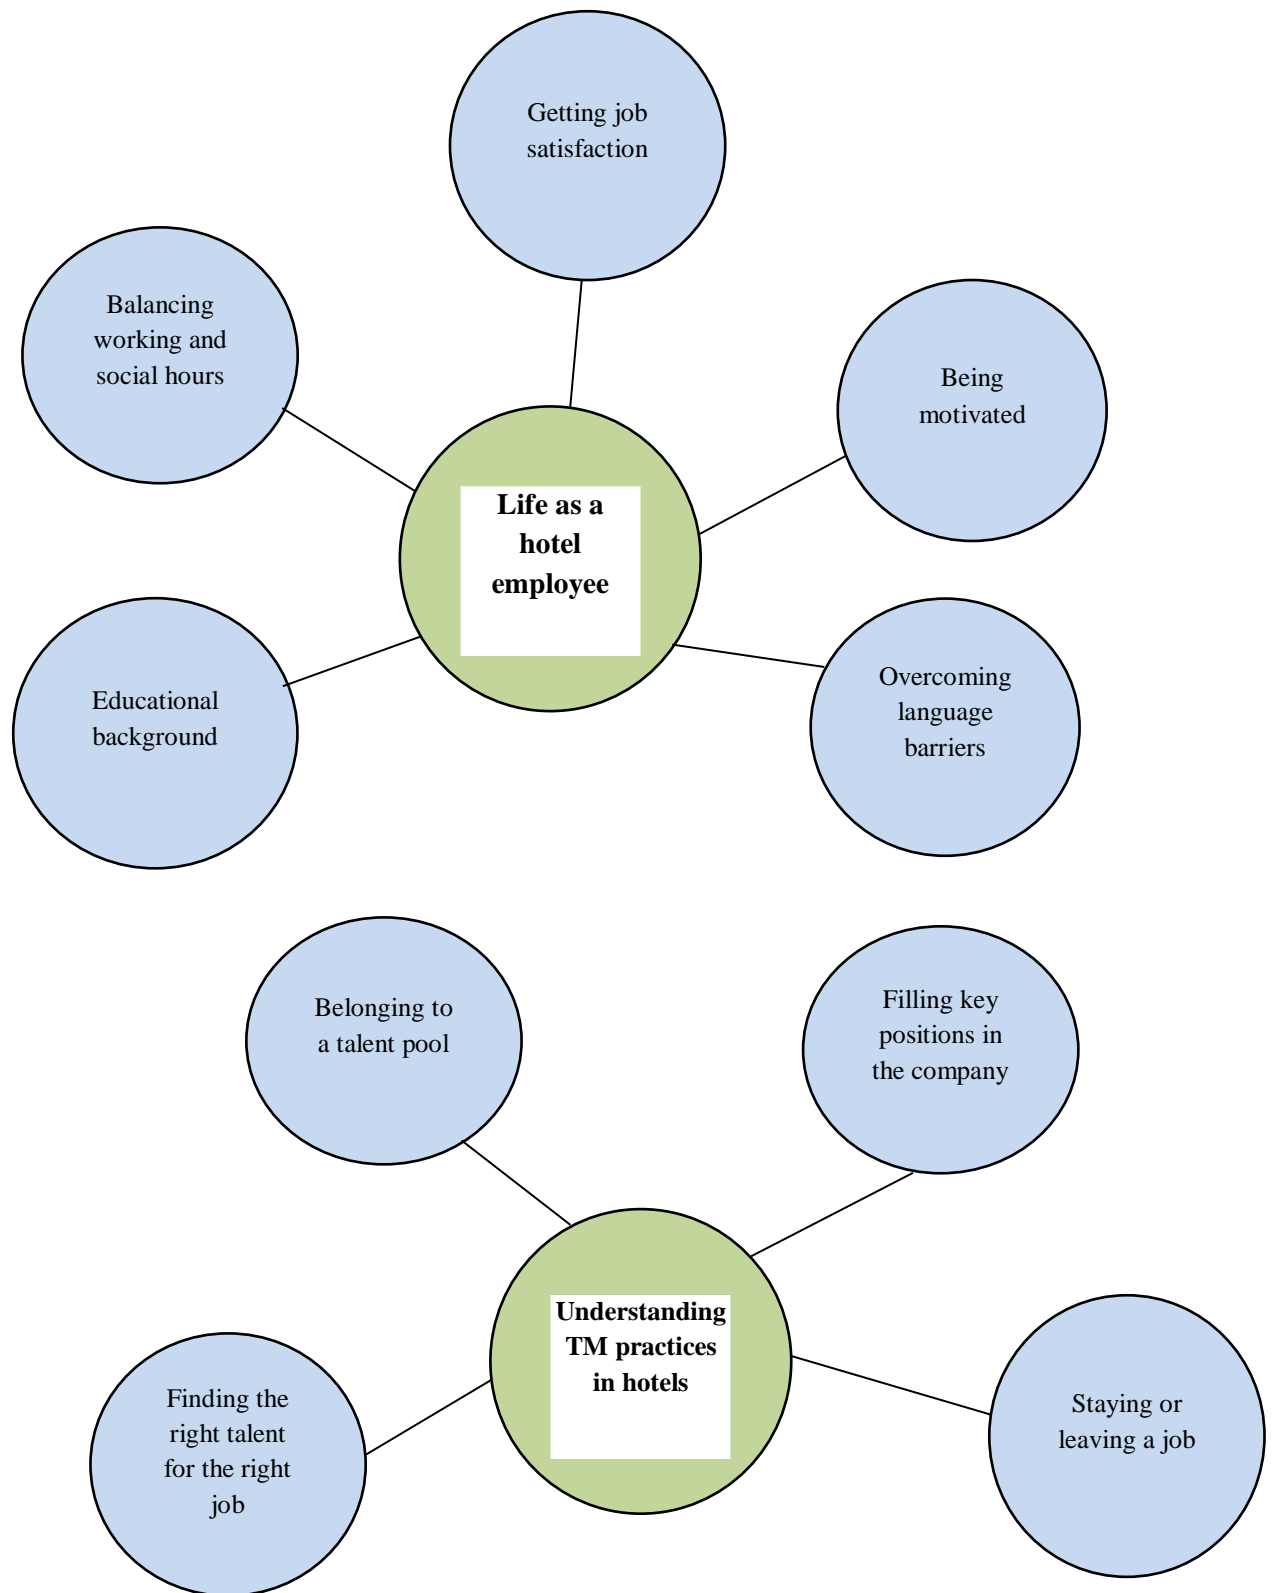 Getting job
satisfaction
Balancing
working and
social hours
Being
motivated
Life as a
hotel
employee
Educational
background
Overcoming
language
barriers
Belonging to
a talent pool
Filling key
positions in
the company
Understanding
TM practices
in hotels
Finding the
right talent
for the right
job
Staying or
leaving a job